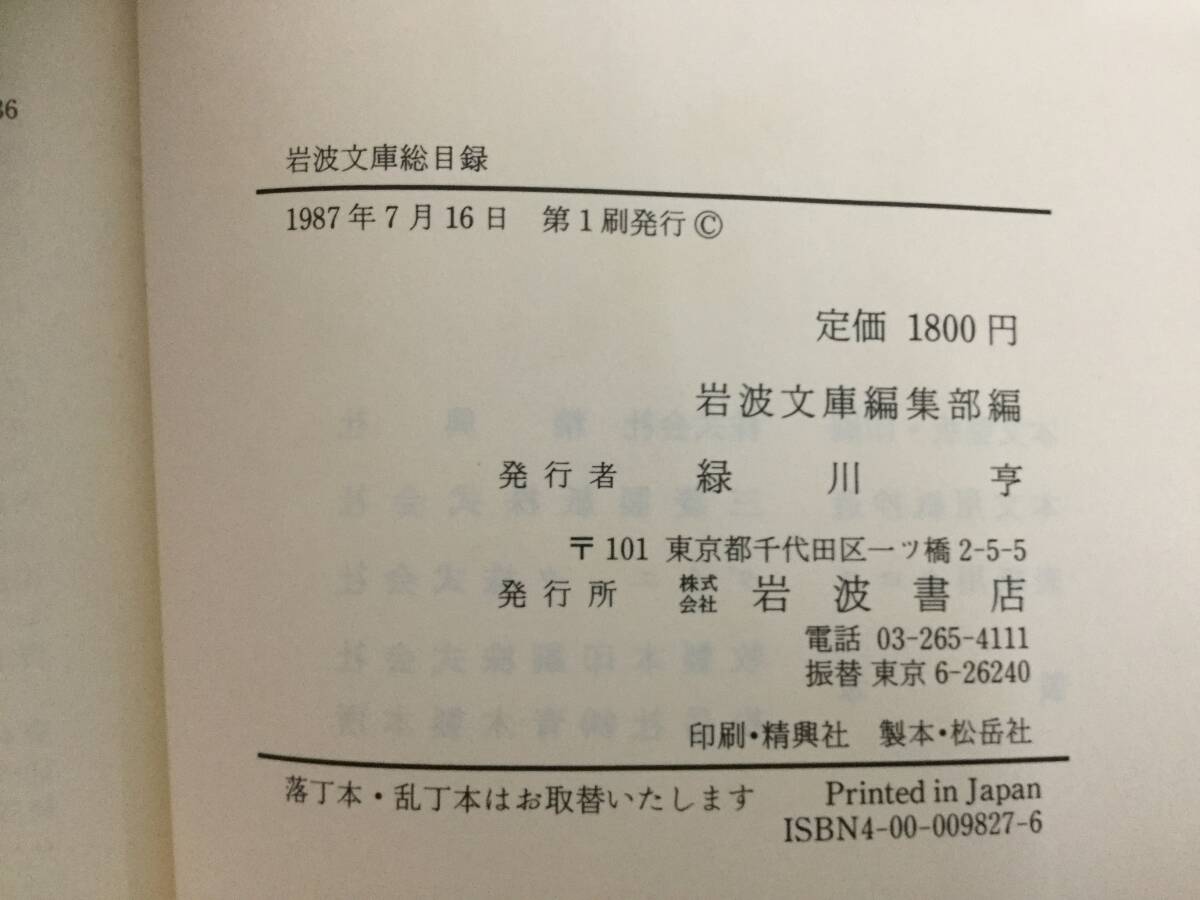 36
岩波文庫総目録
1987年7月16日 第1刷発行©
定価 1800円
岩波文庫編集部編
発行者 緑川亨
〒101 東京都千代田区一ツ橋2-5-5
発行所 株式会社 岩波書店
電話 03-265-4111
振替 東京6-26240
印刷・精興社 製本・松岳社
落丁本・乱丁本はお取替いたします Printed in Japan
ISBN4-00-009827-6